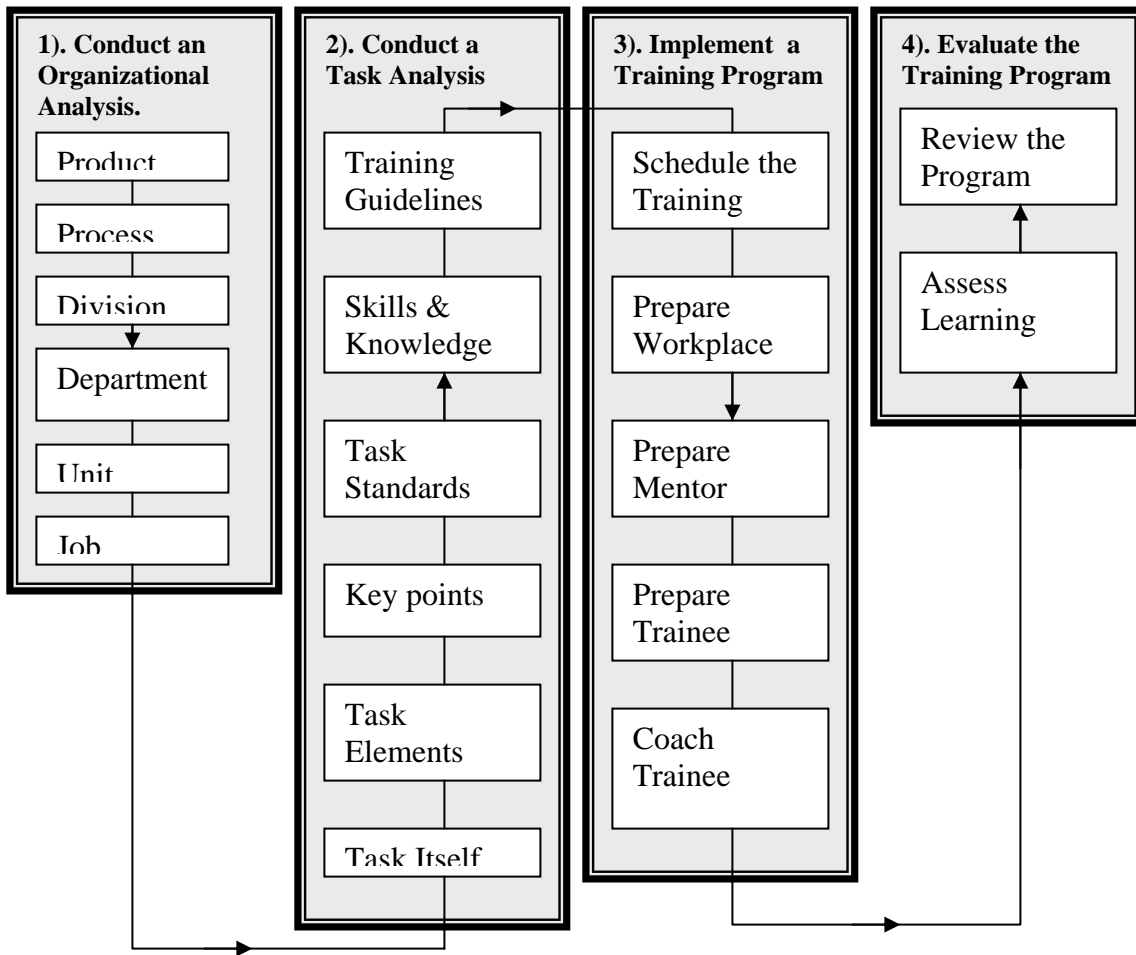 1). Conduct an
Organizational
Analysis.
Product
Process
Division
Department
Unit
Job
2). Conduct a
Task Analysis
Training
Guidelines
Skills &
Knowledge
Task
Standards
Key points
Task
Elements
Task Itself
3). Implement a
Training Program
Schedule the
Training
Prepare
Workplace
Prepare
Mentor
Prepare
Trainee
Coach
Trainee
4). Evaluate the
Training Program
Review the
Program
Assess
Learning